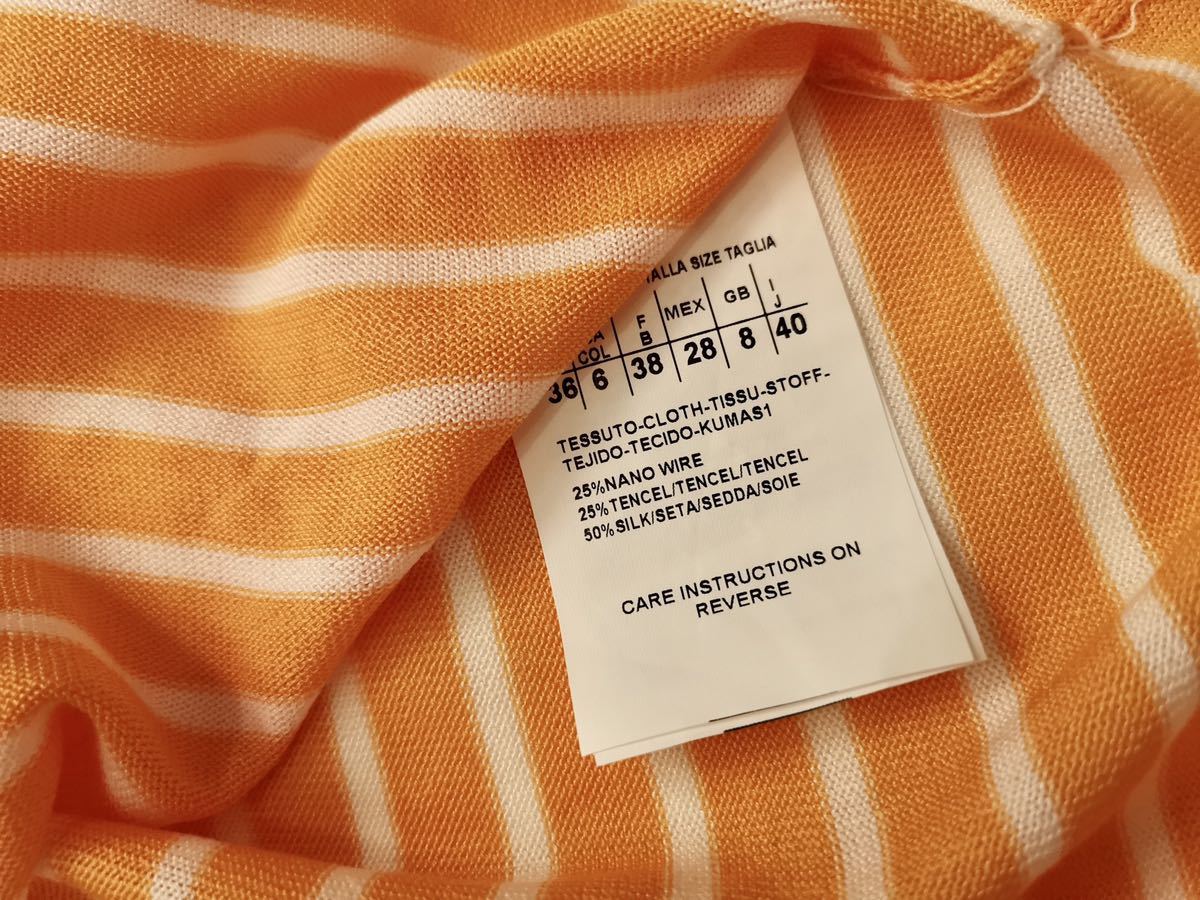 TALLA SIZE TAGLIA
F MEX GB I
COL B J
36 6 38 28 8 40
TESSUTO-CLOTH-TISSU-STOFF-
TEJIDO-TECIDO-KUMAS1
25%NANO WIRE
25%TENCEL/TENCEL/TENCEL
50%SILK/SETA/SEDDA/SOIE
CARE INSTRUCTIONS ON
REVERSE